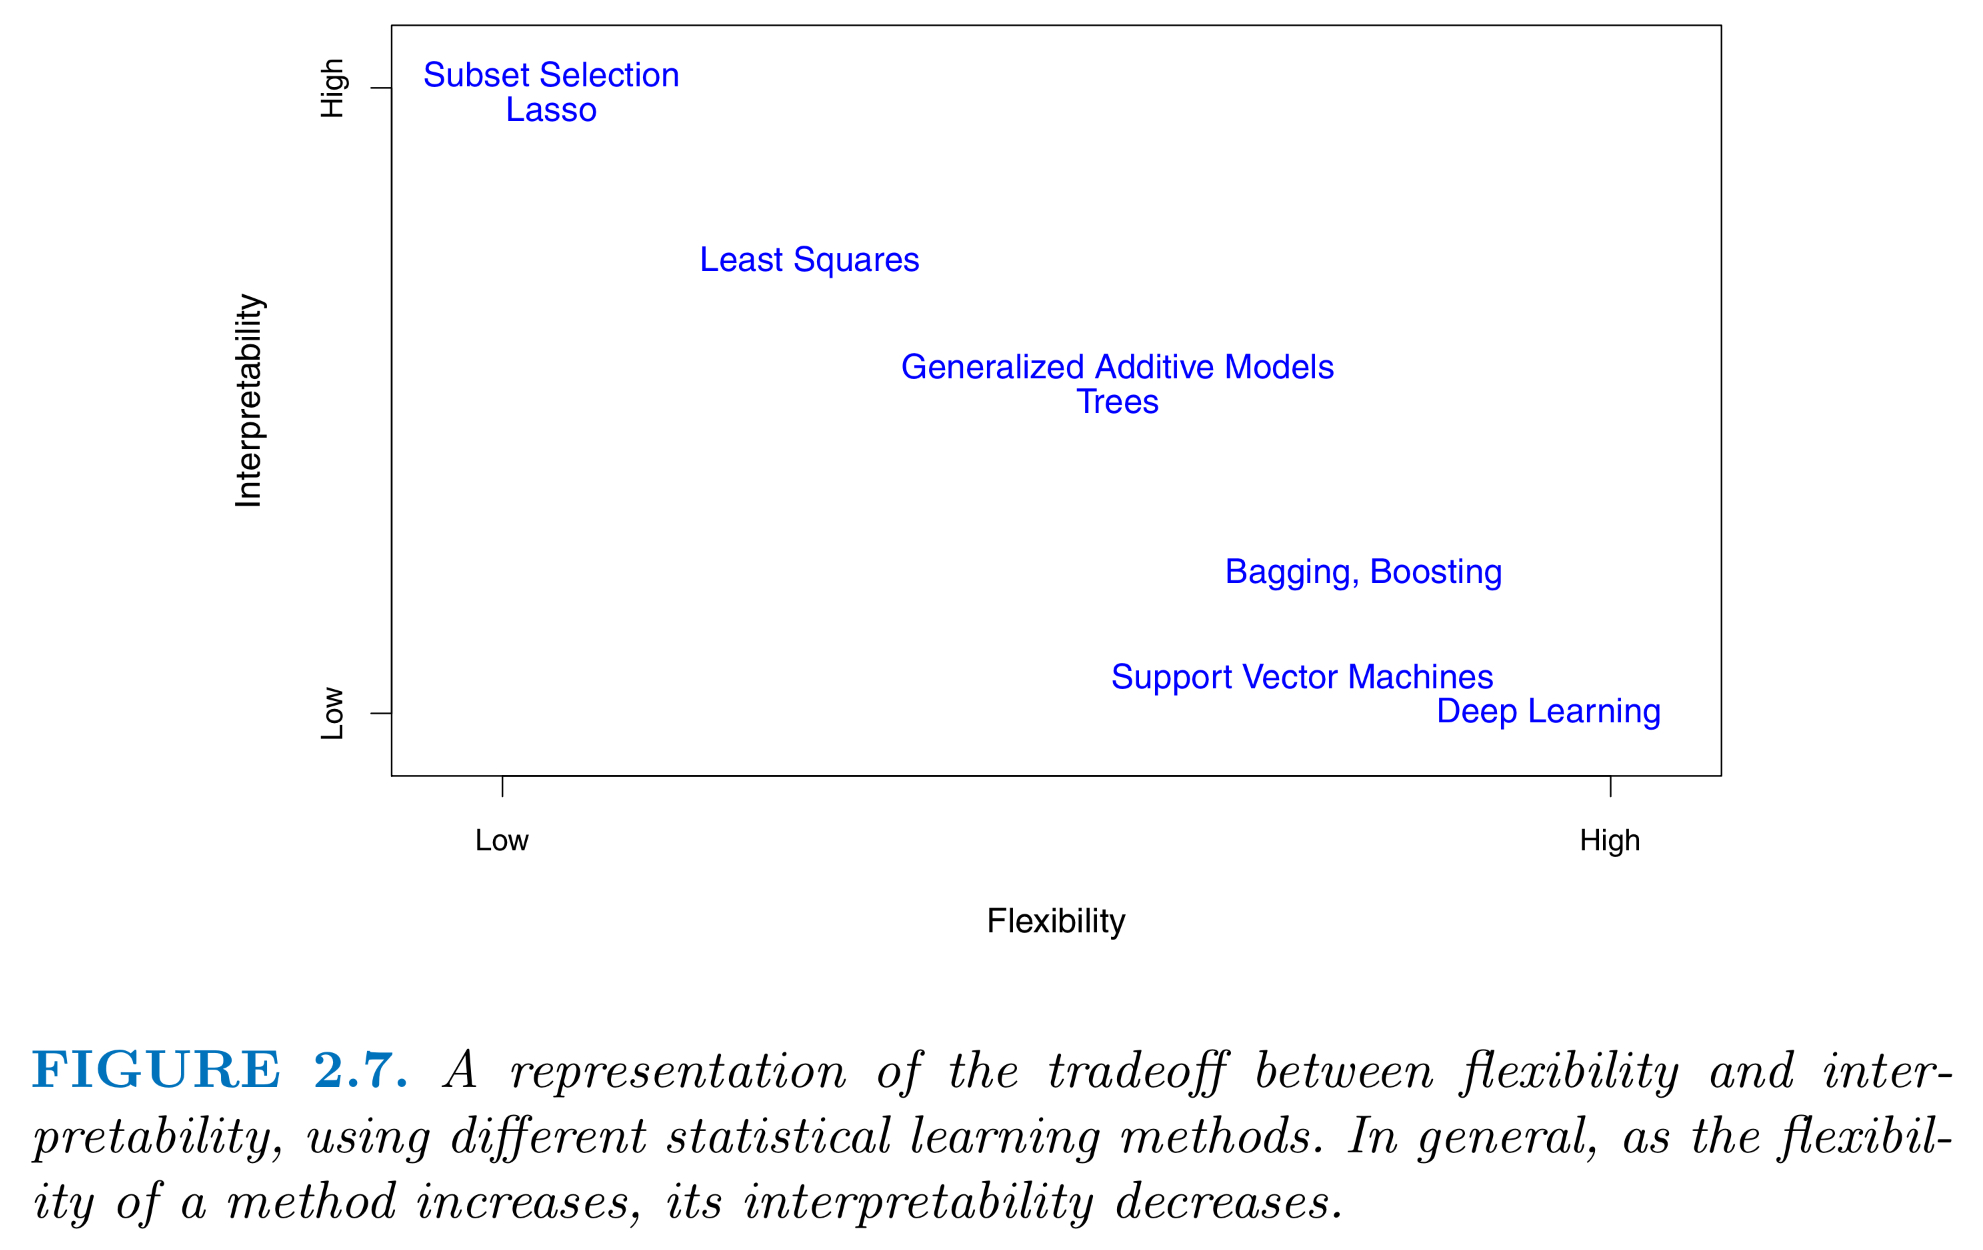 High
Subset Selection
Lasso
Least Squares
Interpretability
Generalized Additive Models
Trees
Bagging, Boosting
Support Vector Machines
Low
Deep Learning
Low
High
Flexibility
FIGURE 2.7. A representation of the tradeoff between flexibility and inter-
pretability, using different statistical learning methods. In general, as the flexibil-
ity of a method increases, its interpretability decreases.